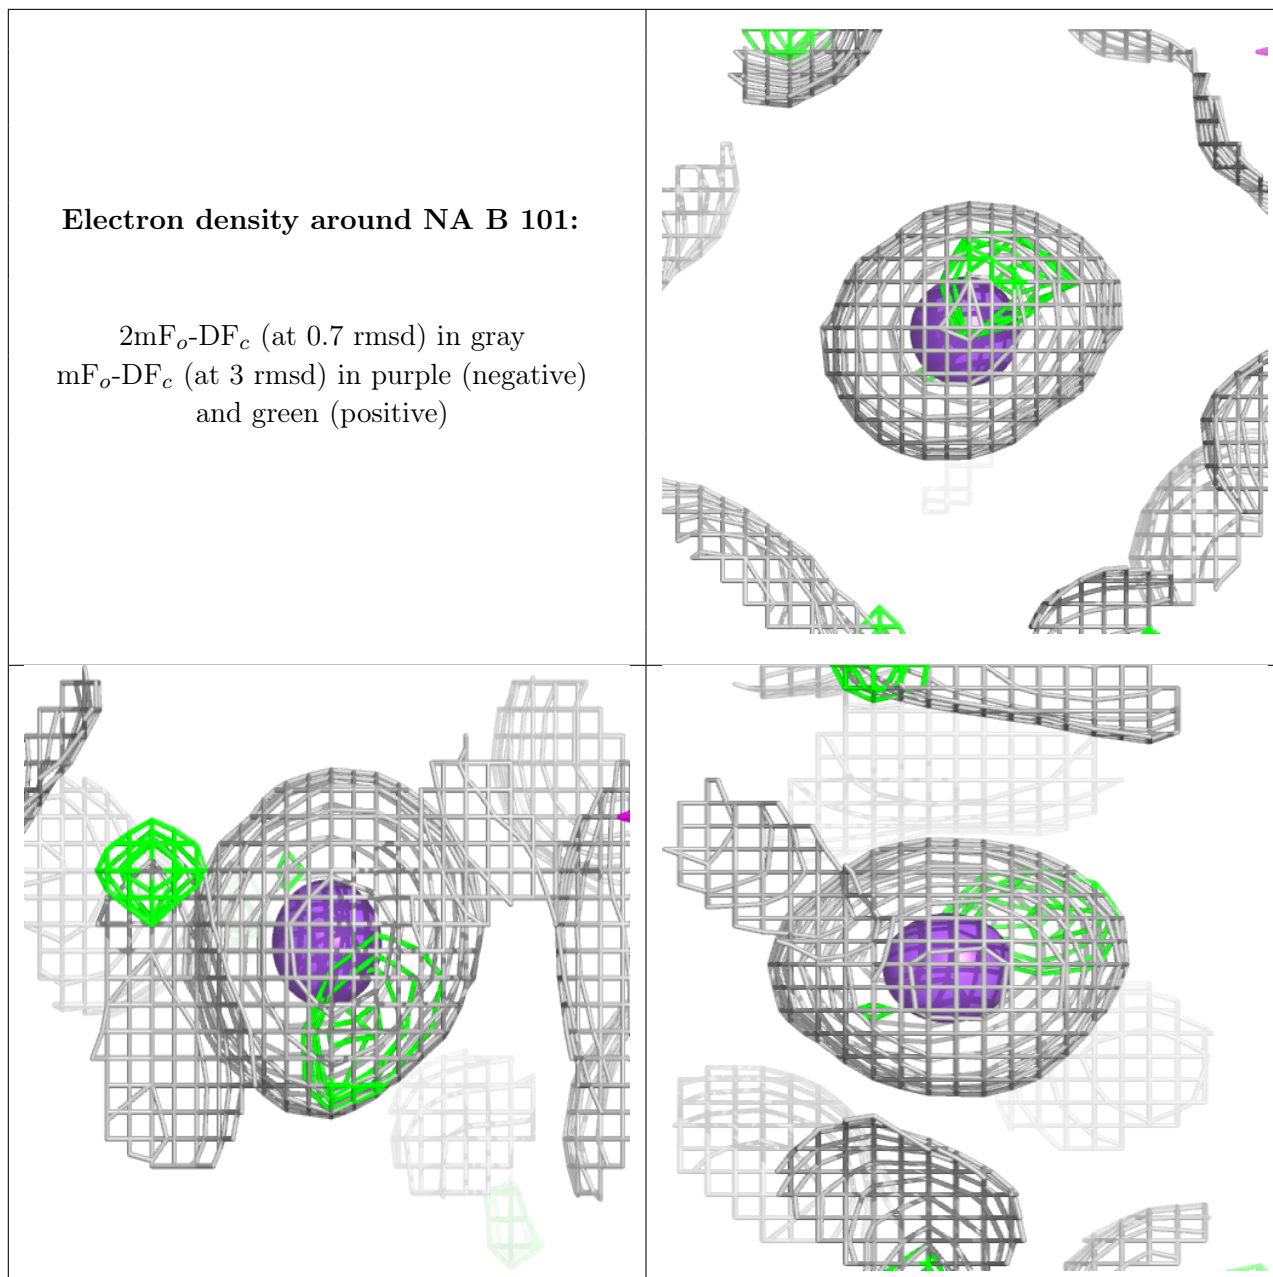 Electron density around NA B 101:
2mFo-DFc (at 0.7 rmsd) in gray
mFo-DFc (at 3 rmsd) in purple (negative)
and green (positive)